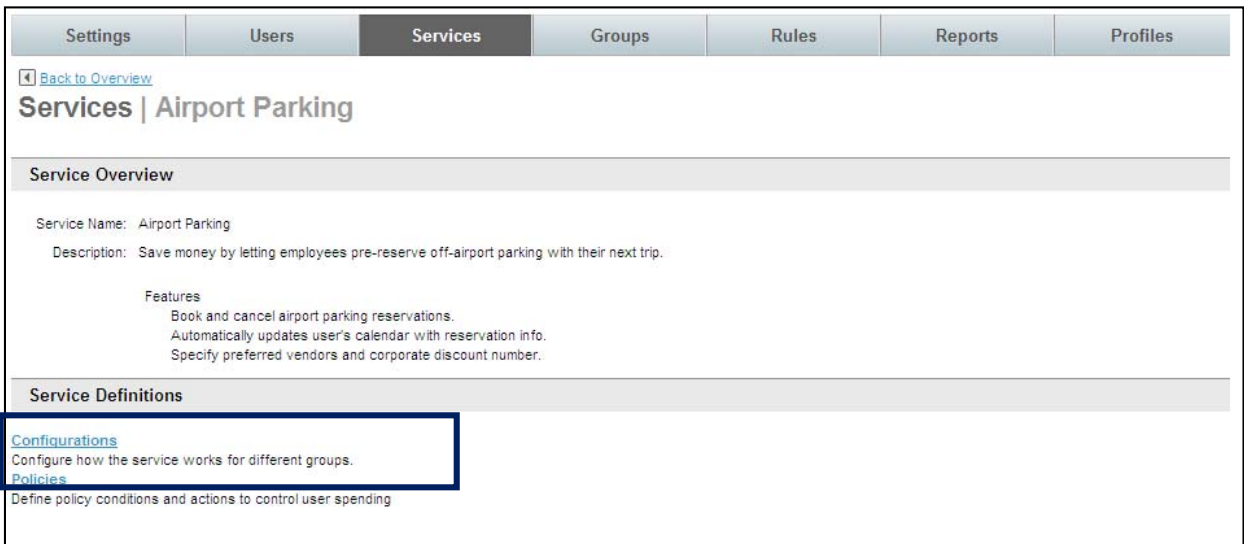 Settings Users Services Groups Rules Reports Profiles
Back to Overview
Services | Airport Parking
Service Overview
Service Name: Airport Parking
Description: Save money by letting employees pre-reserve off-airport parking with their next trip.
Features
Book and cancel airport parking reservations.
Automatically updates user's calendar with reservation info.
Specify preferred vendors and corporate discount number.
Service Definitions
Configurations
Configure how the service works for different groups.
Policies
Define policy conditions and actions to control user spending